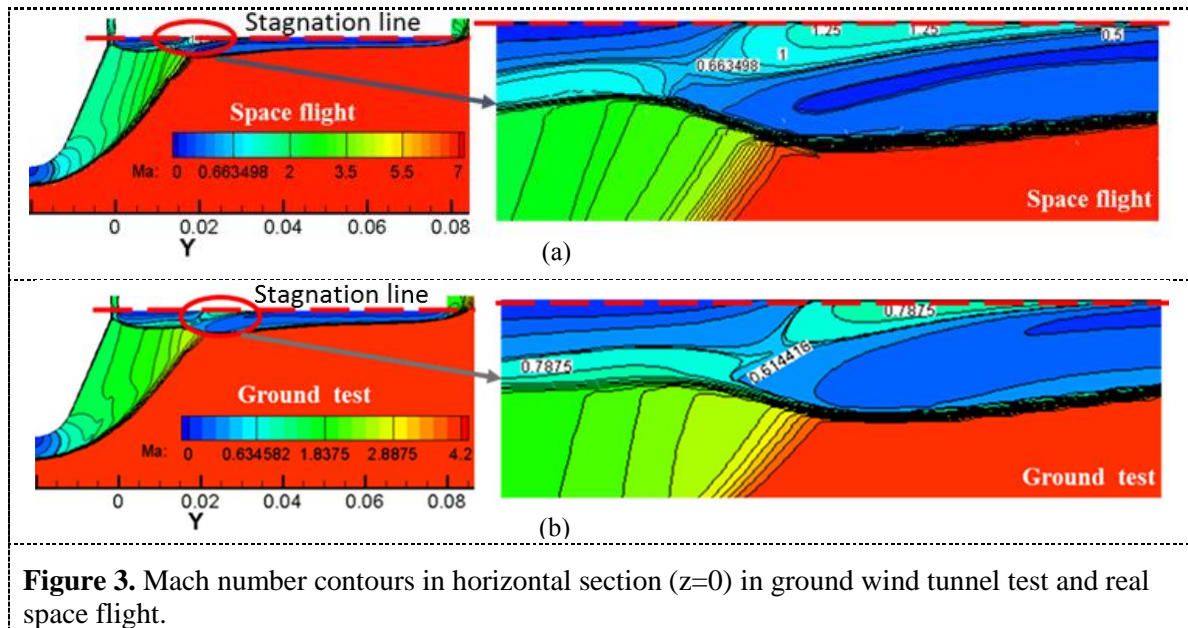 Stagnation line
Space flight
Ma: 0 0.663498 2 3.5 5.5 7
0 0.02 0.04 0.06 0.08
Y
1.25 1.25 0.5
1
0.663498
Space flight
(a)
Stagnation line
Ground test
Ma: 0 0.634582 1.8375 2.8875 4.2
0 0.02 0.04 0.06 0.08
Y
0.7875
0.7875
0.614416
Ground test
(b)
Figure 3. Mach number contours in horizontal section (z=0) in ground wind tunnel test and real
space flight.